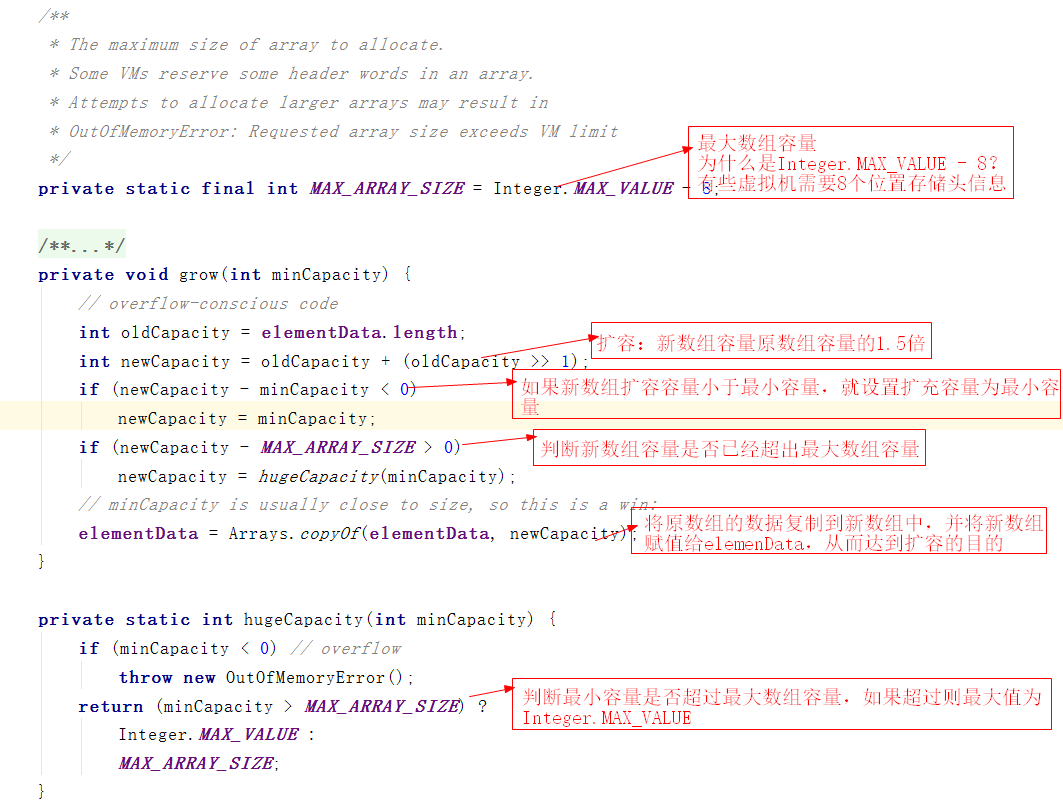 /**
* The maximum size of array to allocate.
* Some VMs reserve some header words in an array.
* Attempts to allocate larger arrays may result in
* OutOfMemoryError: Requested array size exceeds VM limit
*/
最大数组容量
为什么是Integer.MAX_VALUE - 8?
有些虚拟机需要8个位置存储头信息
private static final int MAX_ARRAY_SIZE = Integer.MAX_VALUE - 8;
/**...*/
private void grow(int minCapacity) {
// overflow-conscious code
int oldCapacity = elementData.length;
int newCapacity = oldCapacity + (oldCapacity >> 1);
扩容：新数组容量原数组容量的1.5倍
if (newCapacity - minCapacity < 0)
如果新数组扩容容量小于最小容量，就设置扩充容量为最小容
量
newCapacity = minCapacity;
if (newCapacity - MAX_ARRAY_SIZE > 0)
判断新数组容量是否已经超出最大数组容量
newCapacity = hugeCapacity(minCapacity);
// minCapacity is usually close to size, so this is a win:
elementData = Arrays.copyOf(elementData, newCapacity);
将原数组的数据复制到新数组中，并将新数组
赋值给elemenData，从而达到扩容的目的
}
private static int hugeCapacity(int minCapacity) {
if (minCapacity < 0) // overflow
throw new OutOfMemoryError();
return (minCapacity > MAX_ARRAY_SIZE) ?
判断最小容量是否超过最大数组容量，如果超过则最大值为
Integer.MAX_VALUE
Integer.MAX_VALUE :
MAX_ARRAY_SIZE;
}